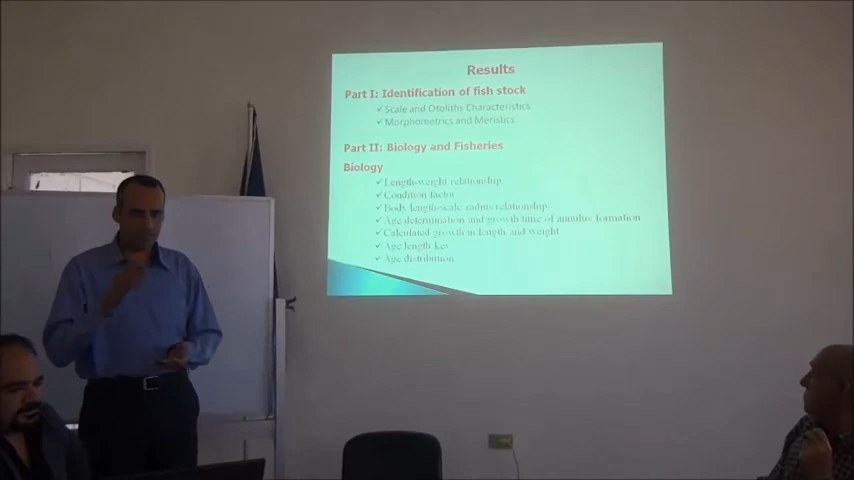 Results
Part I: Identification of fish stock
✓ Scale and Otoliths Characteristics
✓ Morphometrics and Meristics
Part II: Biology and Fisheries
Biology
✓ Length-weight relationship
✓ Condition factor
✓ Body length-scale radius relationship
✓ Age determination and growth time of annulus formation
✓ Calculated growth in length and weight
✓ Age length key
✓ Age distribution